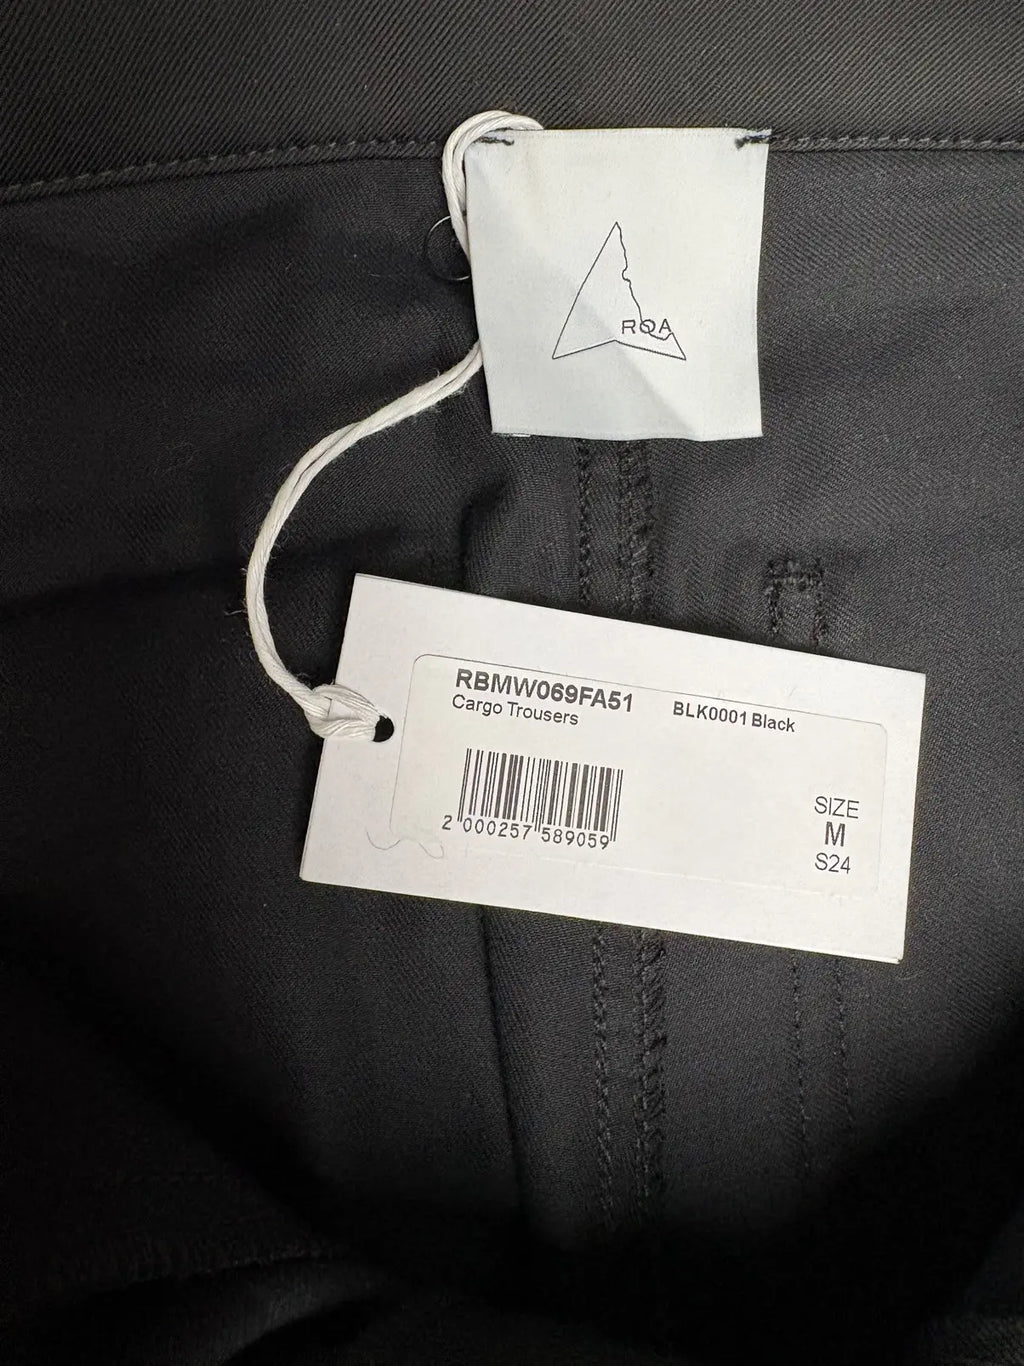 ROA
RBMW069FA51 BLK0001 Black
Cargo Trousers
2 000257 589059
SIZE
M
S24